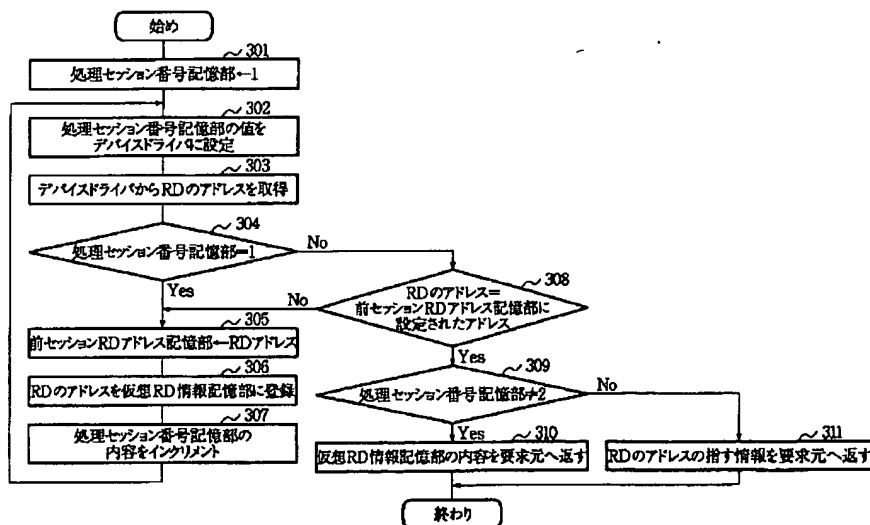 始め
301
処理セッション番号記憶部←1
302
処理セッション番号記憶部の値を
デバイスドライバに設定
303
デバイスドライバからRDのアドレスを取得
304
処理セッション番号記憶部=1
No
Yes
308
RDのアドレス=
前セッションRDアドレス記憶部に
設定されたアドレス
No
Yes
305
前セッションRDアドレス記憶部←RDアドレス
306
RDのアドレスを仮想RD情報記憶部に登録
307
処理セッション番号記憶部の
内容をインクリメント
309
処理セッション番号記憶部≠2
No
Yes
310
仮想RD情報記憶部の内容を要求元へ返す
311
RDのアドレスの指す情報を要求元へ返す
終わり